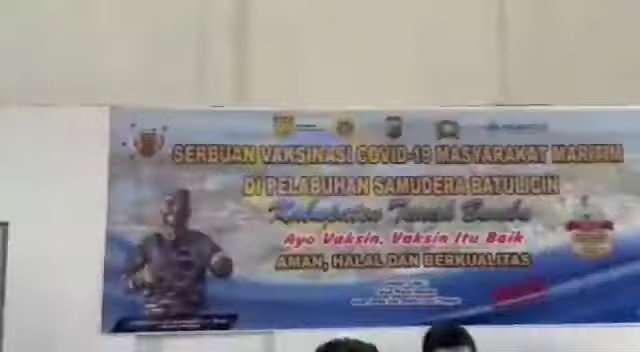 SERBUAN VAKSINASI COVID-19 MASYARAKAT MARITIM
DI PELABUHAN SAMUDERA BATULICIN
Kabupaten Tanah Bumbu
Ayo Vaksin, Vaksin Itu Baik
AMAN, HALAL DAN BERKUALITAS